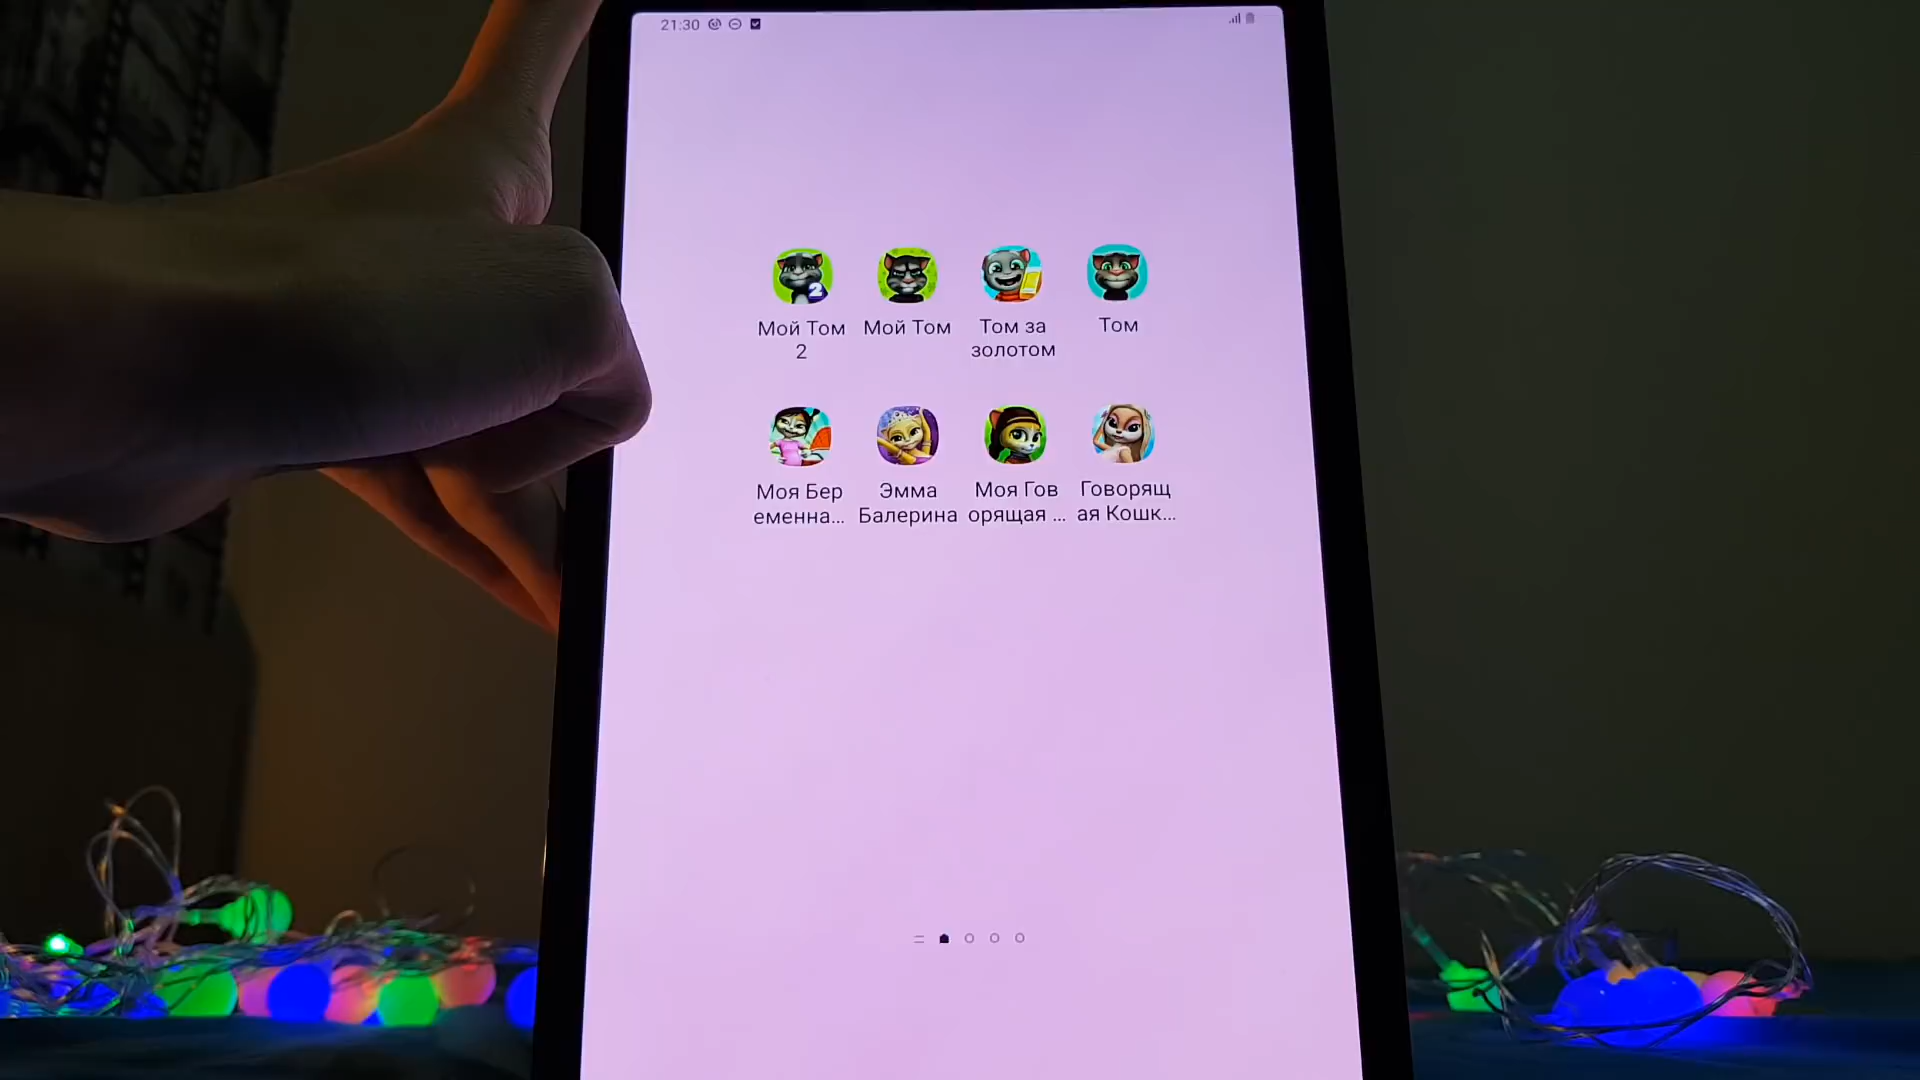 21:30
Мой Том
2
Мой Том
Том за
золотом
Том
Моя Бер
еменна...
Эмма
Балерина
Моя Гов
орящая ...
Говорящ
ая Кошк...
2